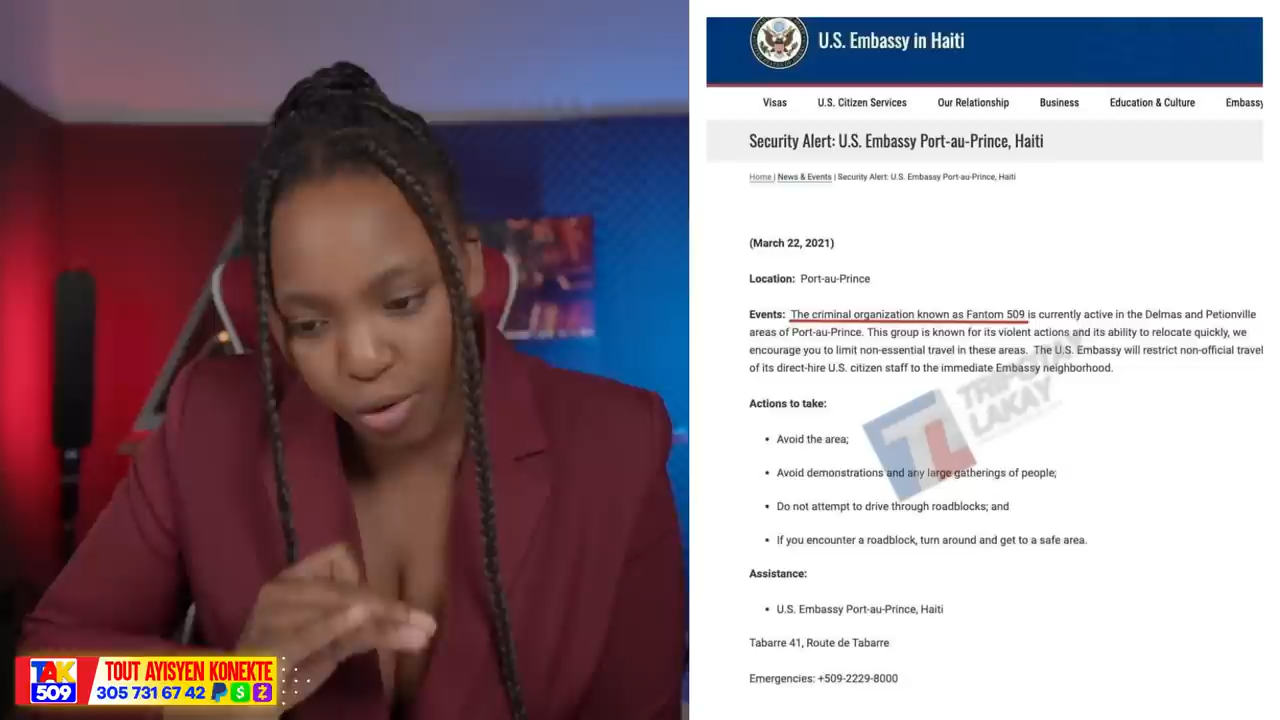 U.S. Embassy in Haiti
Visas U.S. Citizen Services Our Relationship Business Education & Culture Embassy
Security Alert: U.S. Embassy Port-au-Prince, Haiti
Home | News & Events | Security Alert: U.S. Embassy Port-au-Prince, Haiti
(March 22, 2021)
Location: Port-au-Prince
Events: The criminal organization known as Fantom 509 is currently active in the Delmas and Petionville
areas of Port-au-Prince. This group is known for its violent actions and its ability to relocate quickly, we
encourage you to limit non-essential travel in these areas. The U.S. Embassy will restrict non-official travel
of its direct-hire U.S. citizen staff to the immediate Embassy neighborhood.
TRIPOTAY
LAKAY
TL
Actions to take:
• Avoid the area;
• Avoid demonstrations and any large gatherings of people;
• Do not attempt to drive through roadblocks; and
• If you encounter a roadblock, turn around and get to a safe area.
Assistance:
• U.S. Embassy Port-au-Prince, Haiti
Tabarre 41, Route de Tabarre
Emergencies: +509-2229-8000
TAK
509
TOUT AYISYEN KONEKTE
305 731 67 42